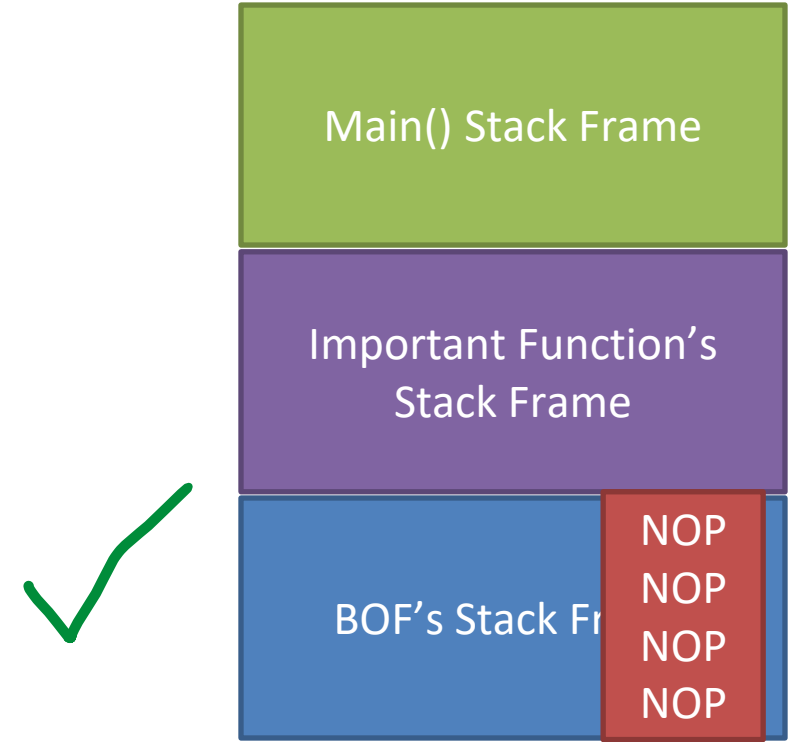 Main() Stack Frame
Important Function’s
Stack Frame
BOF’s Stack Fr
NOP
NOP
NOP
NOP